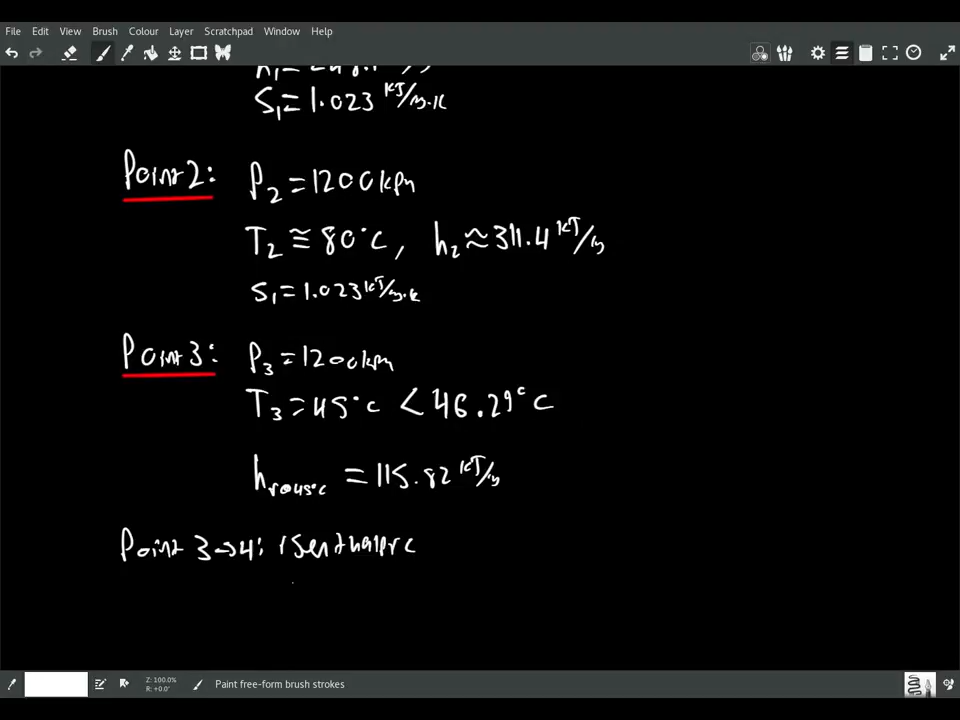 File Edit View Brush Colour Layer Scratchpad Window Help
S₁ = 1.023 kJ/kg·K
Point 2: P₂ = 1200 kPa
T₂ ≅ 80°C, h₂ ≈ 311.4 kJ/kg
S₁ = 1.023 kJ/kg·K
Point 3: P₃ = 1200 kPa
T₃ = 45°C < 46.29°C
= 115.82 kJ/kg
Point 3→4: isenthalpic
Z: 100.0%
R: +0.0°
Paint free-form brush strokes